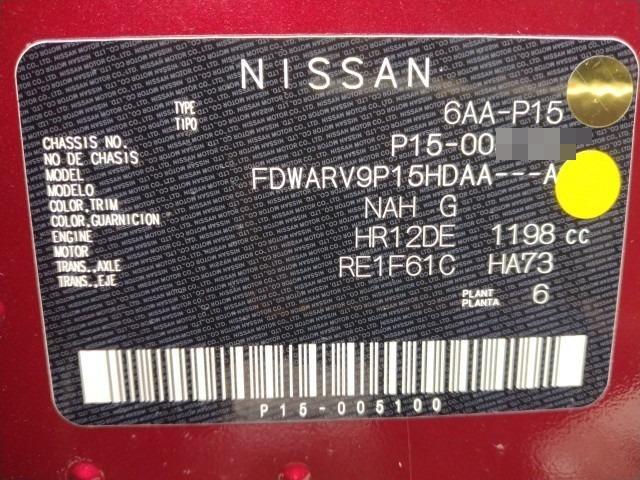 NISSAN
TYPE
TIPO
6AA-P15
CHASSIS NO.
NO DE CHASSIS
P15-00
MODEL
MODELO
FDWARV9P15HDAA---A
COLOR,TRIM
COLOR,GUARNICION
NAH G
ENGINE
MOTOR
HR12DE 1198 cc
TRANS.,AXLE
TRANS.,EJE
RE1F61C HA73
PLANT
PLANTA
6
P15-005100